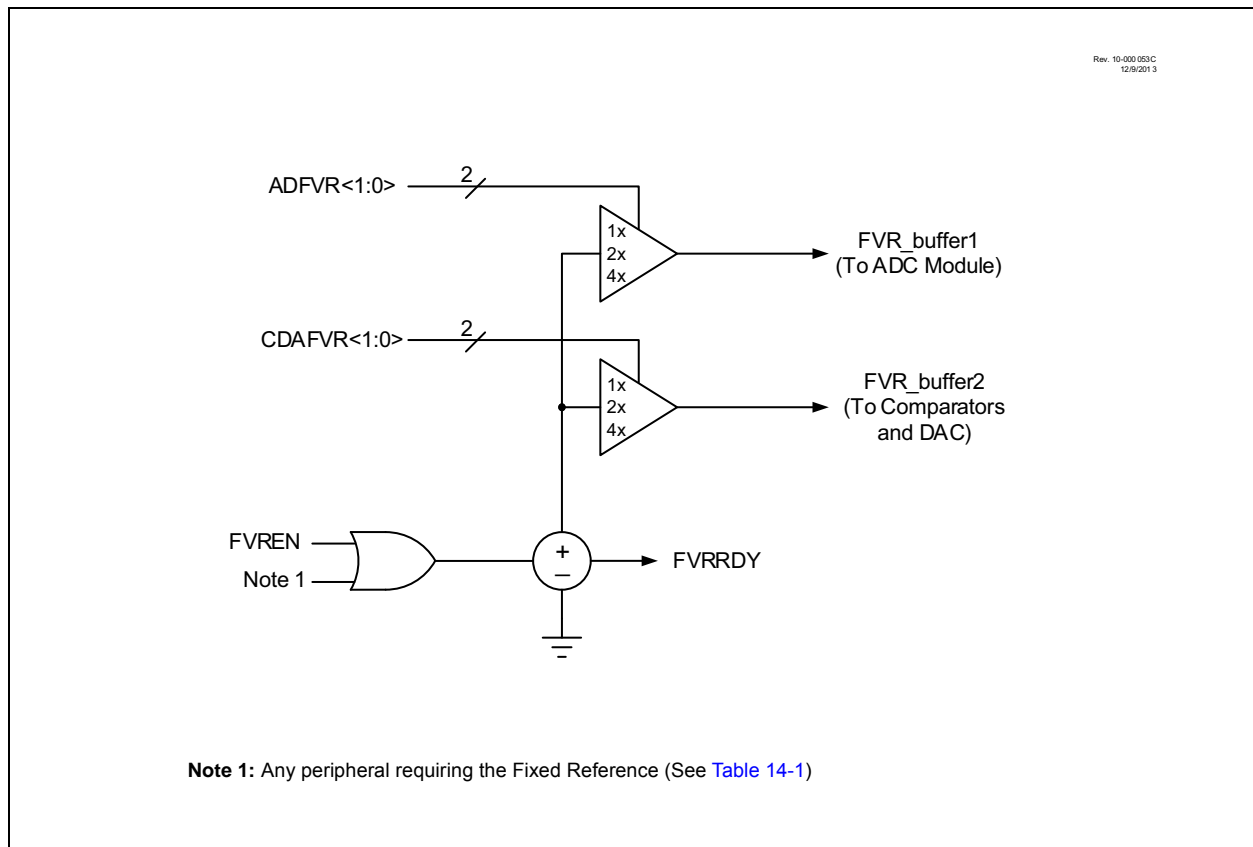 Rev. 10-000 053C
12/9/2013
ADFVR<1:0>
2
1x
2x
4x
FVR_buffer1
(To ADC Module)
CDAFVR<1:0>
2
1x
2x
4x
FVR_buffer2
(To Comparators
and DAC)
FVREN
Note 1
+
–
FVRRDY
Note 1: Any peripheral requiring the Fixed Reference (See Table 14-1)